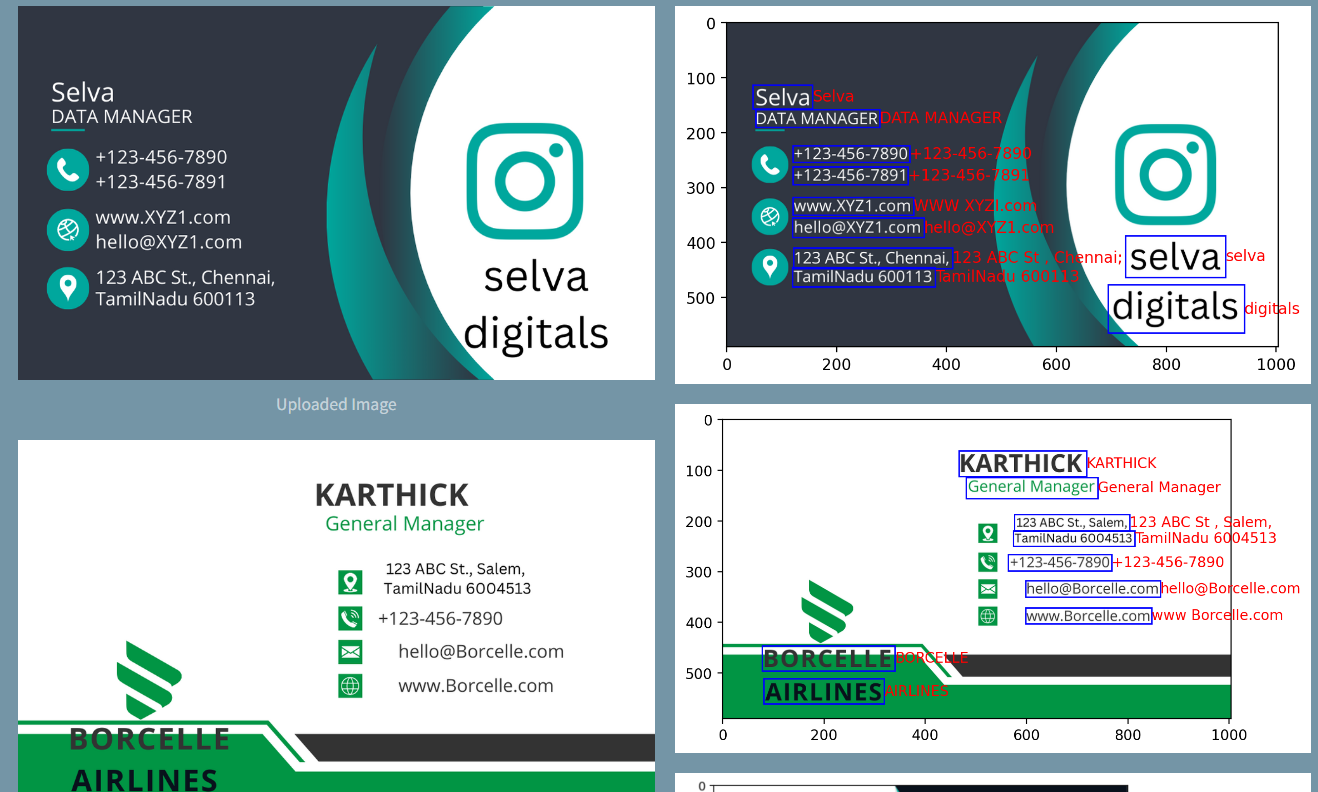 Selva
DATA MANAGER
+123-456-7890
+123-456-7891
www.XYZ1.com
hello@XYZ1.com
123 ABC St., Chennai,
TamilNadu 600113
selva
digitals
Uploaded Image
0
100
200
300
400
500
Selva Selva
DATA MANAGER DATA MANAGER
+123-456-7890 +123-456-7890
+123-456-7891 +123-456-7891
www.XYZ1.com WWW XYZI.com
hello@XYZ1.com hello@XYZ1.com
123 ABC St., Chennai, 123 ABC St , Chennai;
TamilNadu 600113 TamilNadu 600113
selva selva
digitals digitals
0 200 400 600 800 1000
KARTHICK
General Manager
123 ABC St., Salem,
TamilNadu 6004513
+123-456-7890
hello@Borcelle.com
www.Borcelle.com
BORCELLE
AIRLINES
0
100
200
300
400
500
KARTHICK KARTHICK
General Manager General Manager
123 ABC St., Salem, 123 ABC St , Salem,
TamilNadu 6004513 TamilNadu 6004513
+123-456-7890 +123-456-7890
hello@Borcelle.com hello@Borcelle.com
www.Borcelle.com www Borcelle.com
BORCELLE BORCELLE
AIRLINES AIRLINES
0 200 400 600 800 1000
0